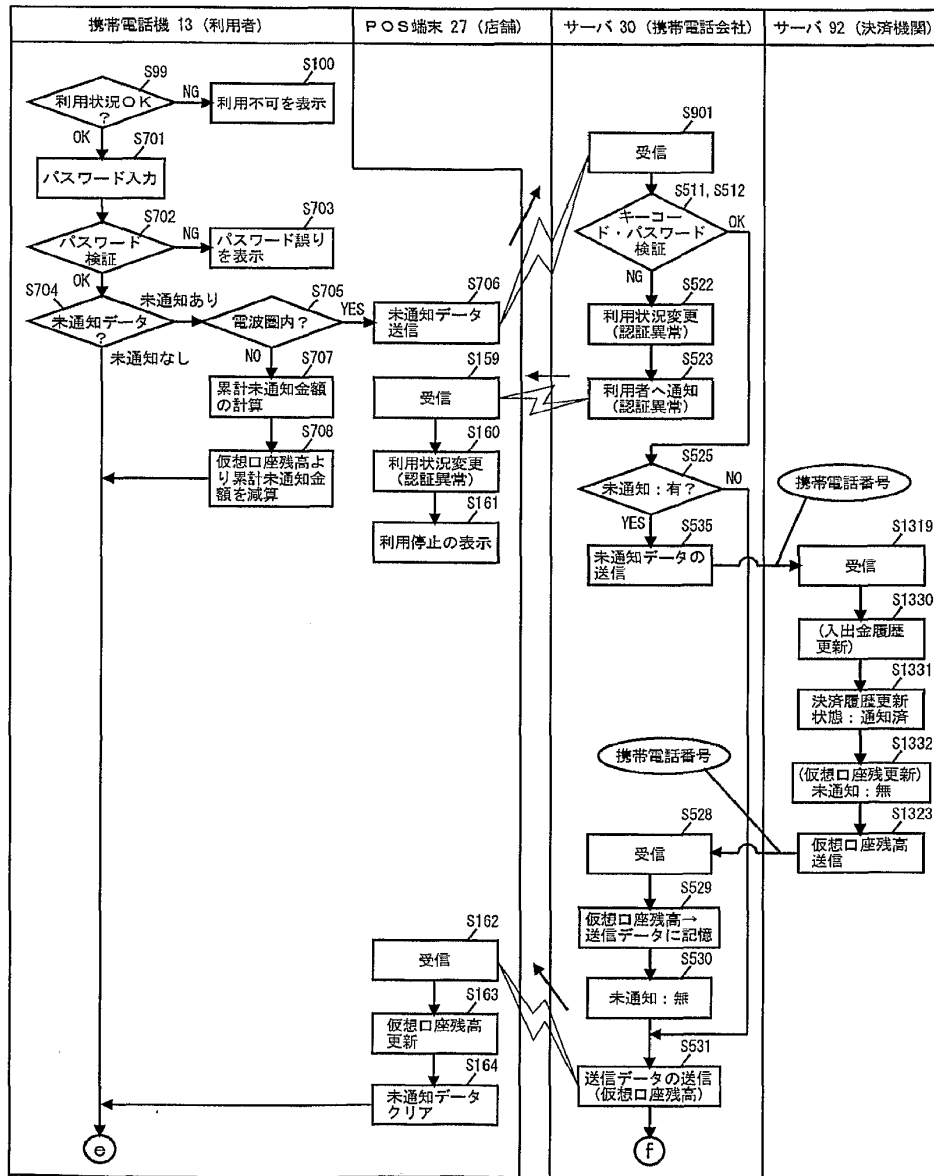 携帯電話機 13（利用者）
POS端末 27（店舗）
サーバ 30（携帯電話会社）
サーバ 92（決済機関）
S99
利用状況OK
?
NG
OK
S100
利用不可を表示
S701
パスワード入力
S702
パスワード
検証
NG
OK
S703
パスワード誤り
を表示
S704
未通知データ
?
未通知あり
未通知なし
S705
電波圏内?
YES
NO
S706
未通知データ
送信
S707
累計未通知金額
の計算
S708
仮想口座残高よ
り累計未通知金
額を減算
S159
受信
S160
利用状況変更
(認証異常)
S161
利用停止の表示
S901
受信
S511, S512
キーコー
ド・パスワード
検証
OK
NG
S522
利用状況変更
(認証異常)
S523
利用者へ通知
(認証異常)
S525
未通知：有?
NO
YES
S535
未通知データの
送信
携帯電話番号
S1319
受信
S1330
(入出金履歴
更新)
S1331
決済履歴更新
状態：通知済
S1332
(仮想口座残更新)
未通知：無
S1323
仮想口座残高
送信
携帯電話番号
S528
受信
S529
仮想口座残高→
送信データに記憶
S530
未通知：無
S531
送信データの送信
(仮想口座残高)
S162
受信
S163
仮想口座残高
更新
S164
未通知データ
クリア
e
f